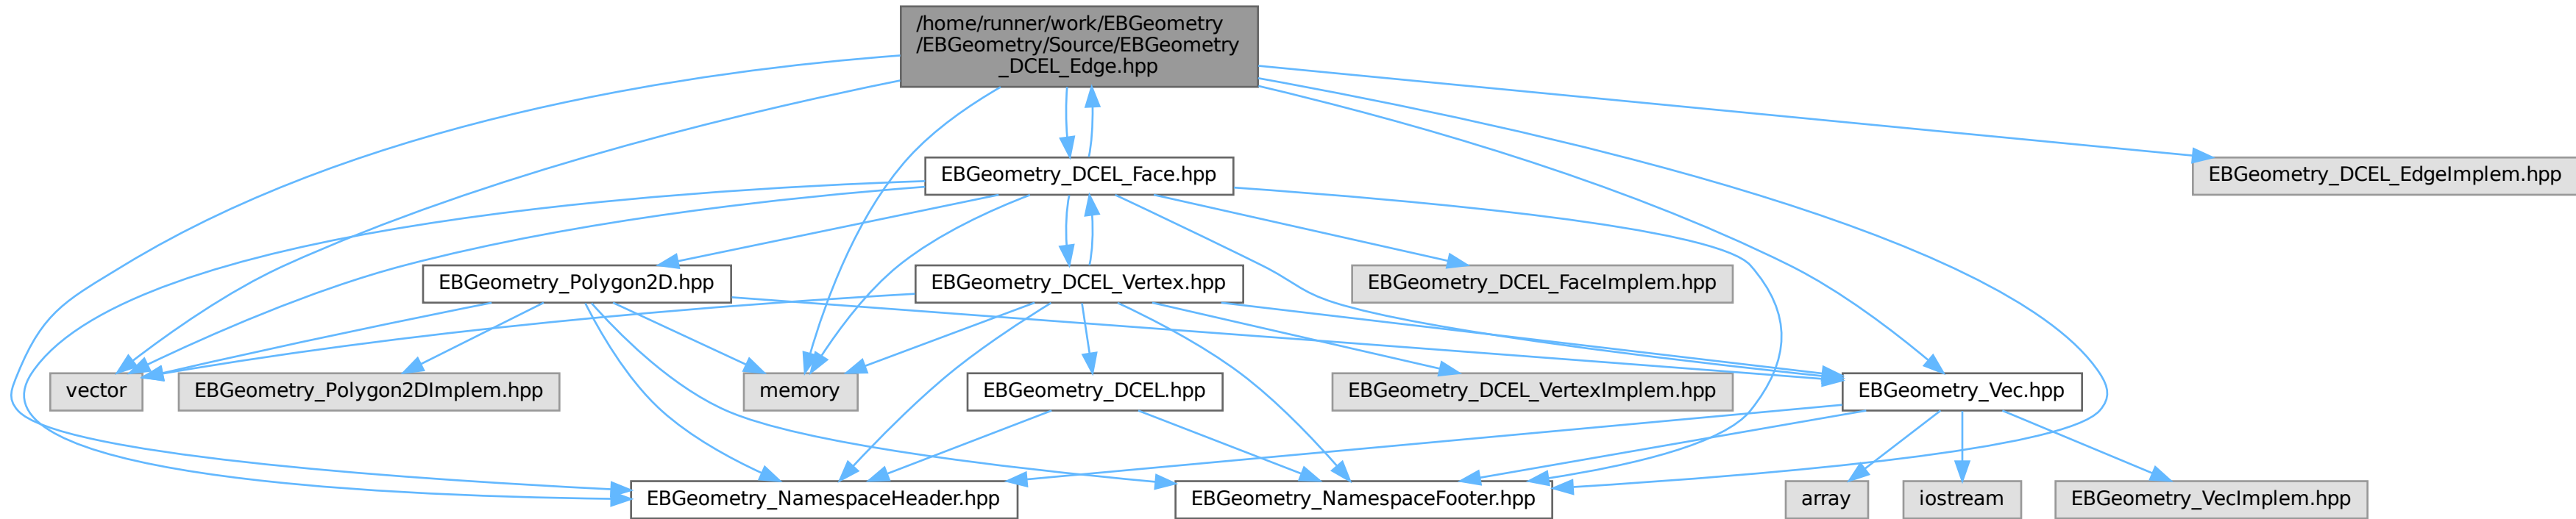 /home/runner/work/EBGeometry
/EBGeometry/Source/EBGeometry
_DCEL_Edge.hpp
EBGeometry_DCEL_Face.hpp
EBGeometry_DCEL_EdgeImplem.hpp
EBGeometry_Polygon2D.hpp
EBGeometry_DCEL_Vertex.hpp
EBGeometry_DCEL_FaceImplem.hpp
vector
EBGeometry_Polygon2DImplem.hpp
memory
EBGeometry_DCEL.hpp
EBGeometry_DCEL_VertexImplem.hpp
EBGeometry_Vec.hpp
EBGeometry_NamespaceHeader.hpp
EBGeometry_NamespaceFooter.hpp
array
iostream
EBGeometry_VecImplem.hpp